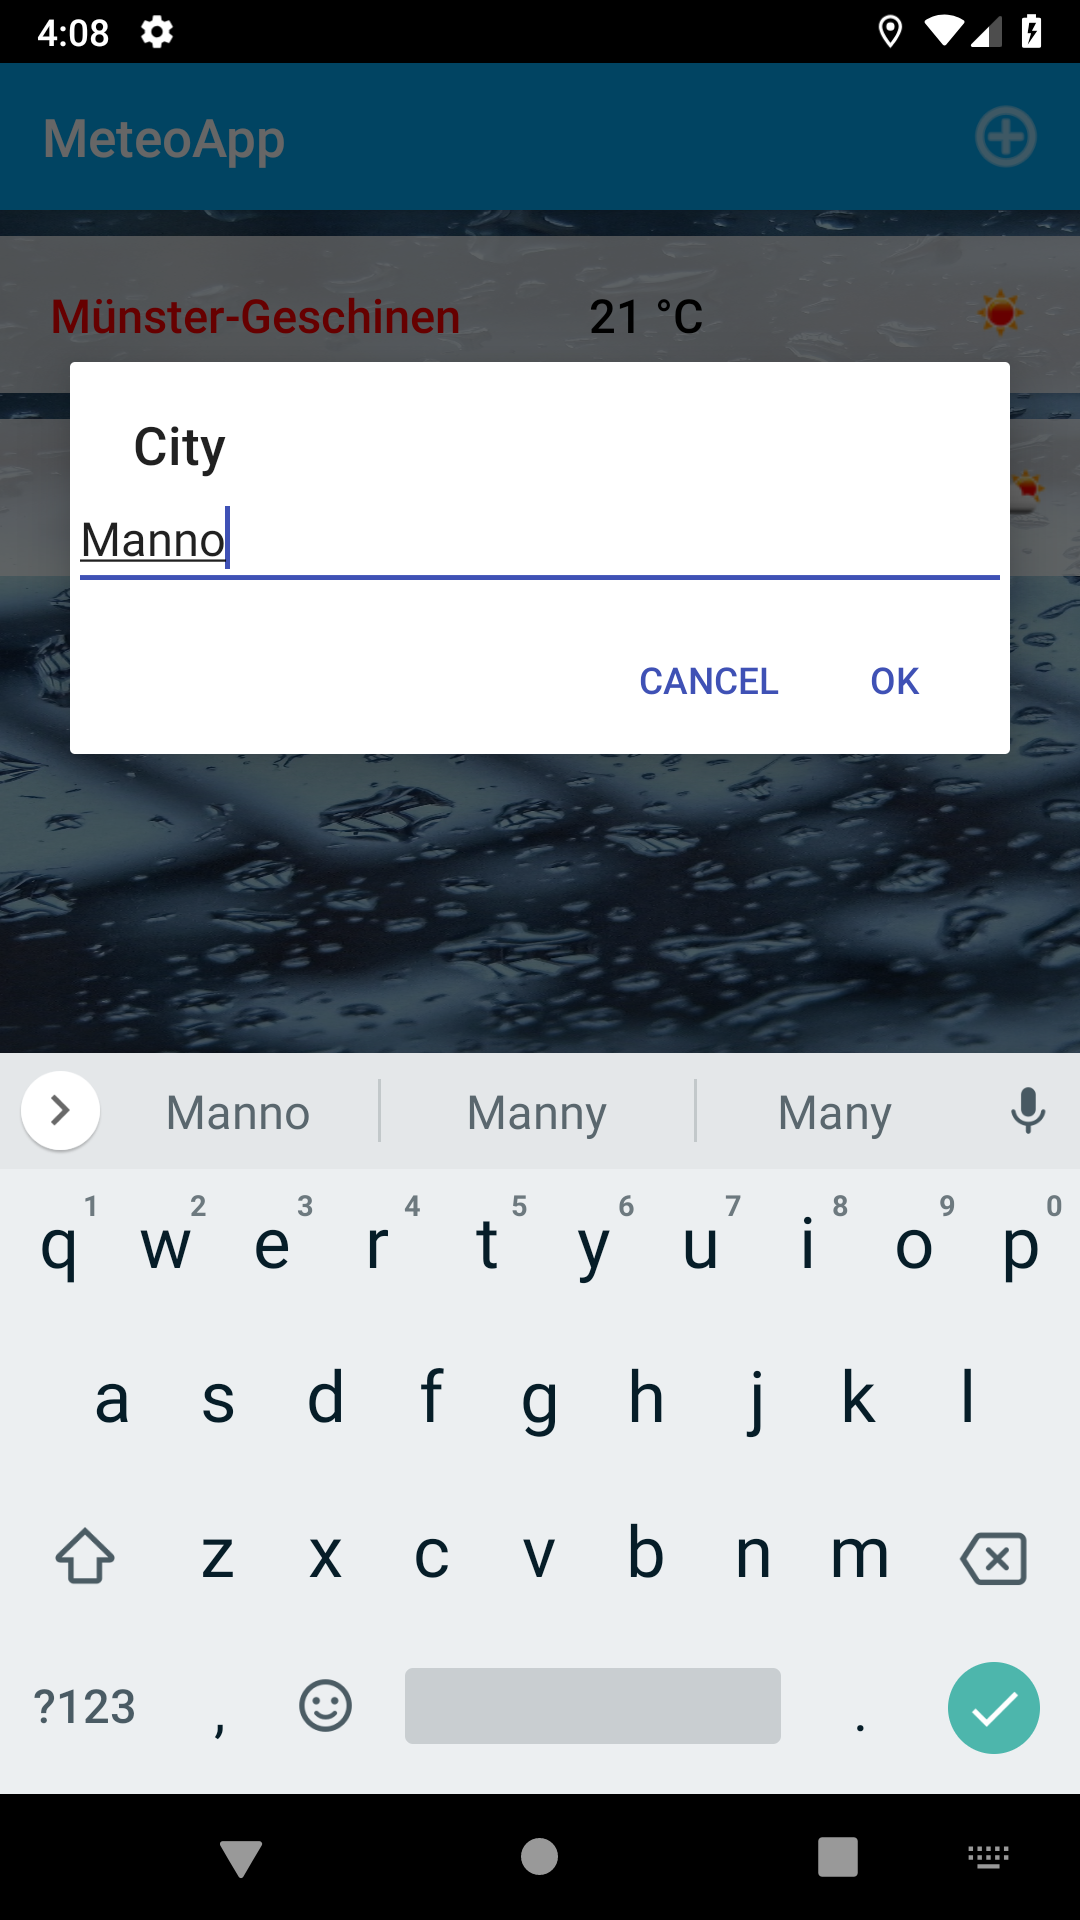 4:08
MeteoApp
Münster-Geschinen 21 °C
City
Manno
CANCEL OK
Manno Manny Many
1 2 3 4 5 6 7 8 9 0
q w e r t y u i o p
a s d f g h j k l
z x c v b n m
?123 , .